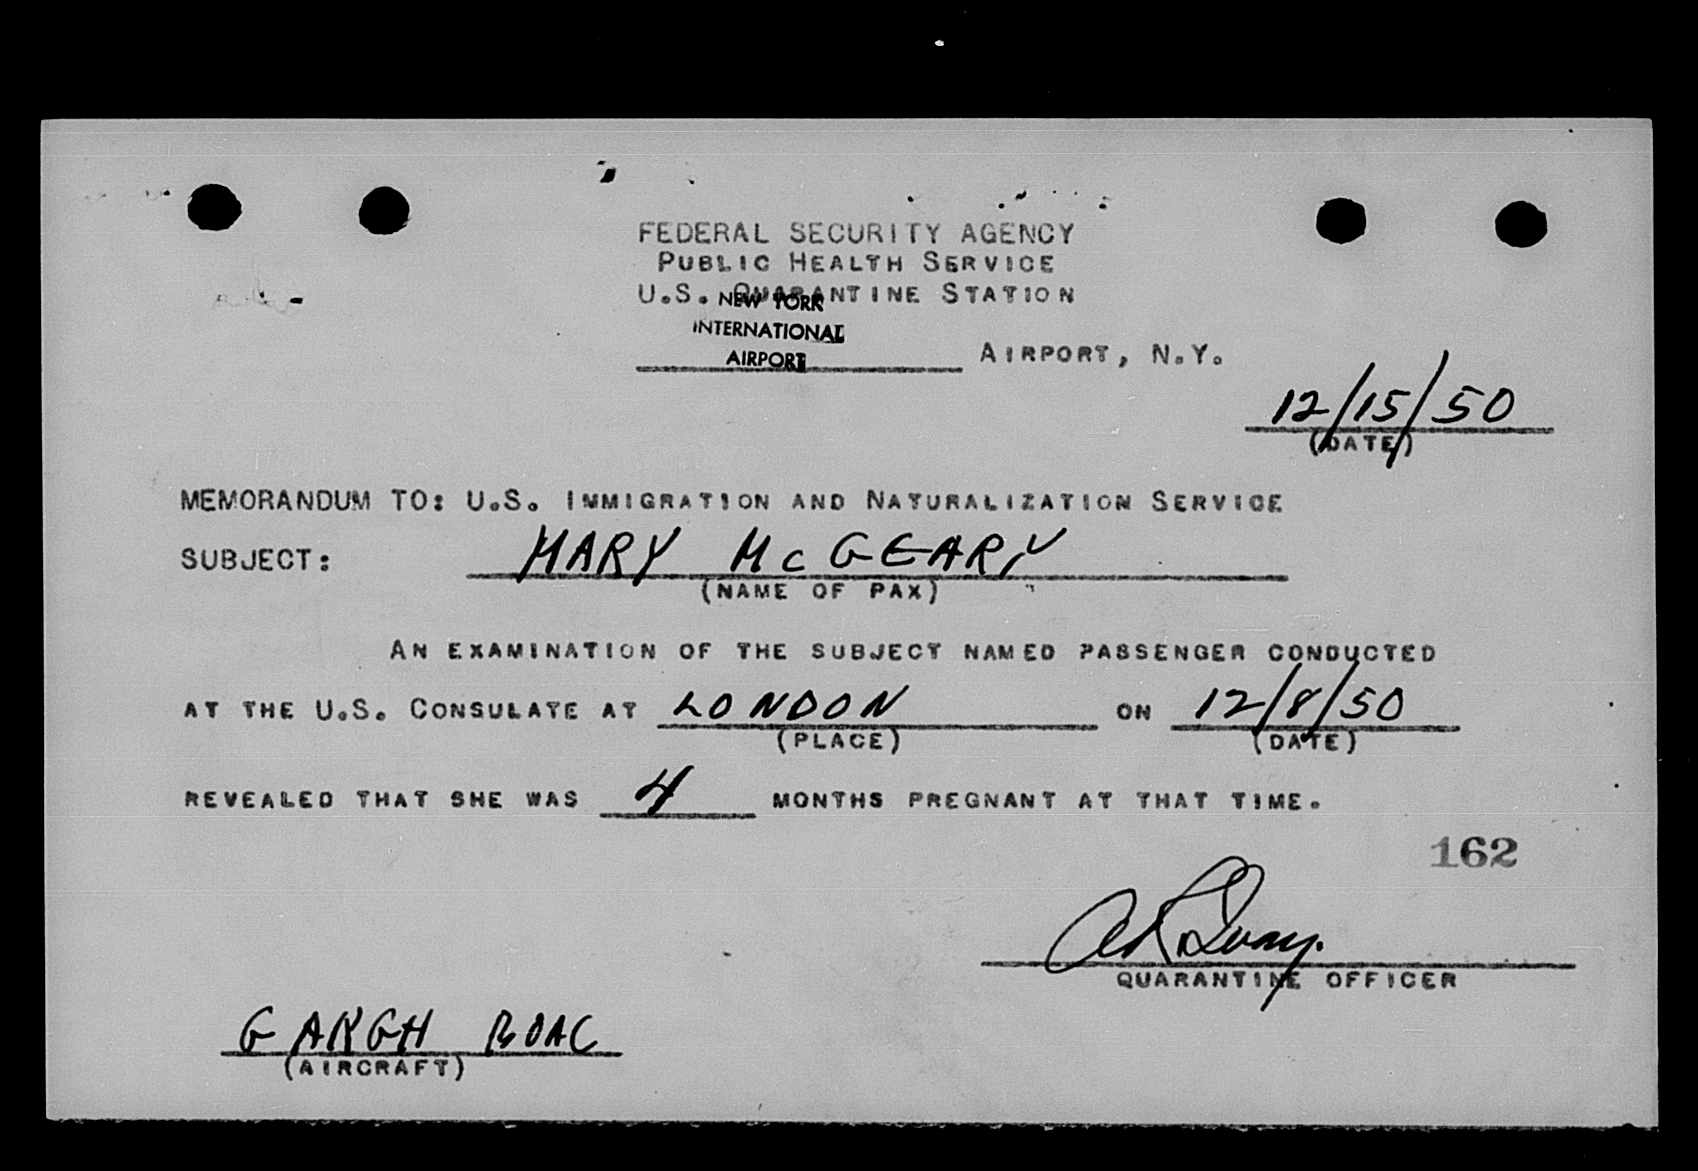 FEDERAL SECURITY AGENCY
PUBLIC HEALTH SERVICE
U.S. QUARANTINE STATION
NEW YORK
INTERNATIONAL
AIRPORT
AIRPORT, N.Y.
12/15/50
(DATE)
MEMORANDUM TO: U.S. IMMIGRATION AND NATURALIZATION SERVICE
SUBJECT: MARY McGEARY
(NAME OF PAX)
AN EXAMINATION OF THE SUBJECT NAMED PASSENGER CONDUCTED
AT THE U.S. CONSULATE AT LONDON ON 12/8/50
(PLACE) (DATE)
REVEALED THAT SHE WAS 4 MONTHS PREGNANT AT THAT TIME.
162
QUARANTINE OFFICER
G AKGH BOAC
(AIRCRAFT)